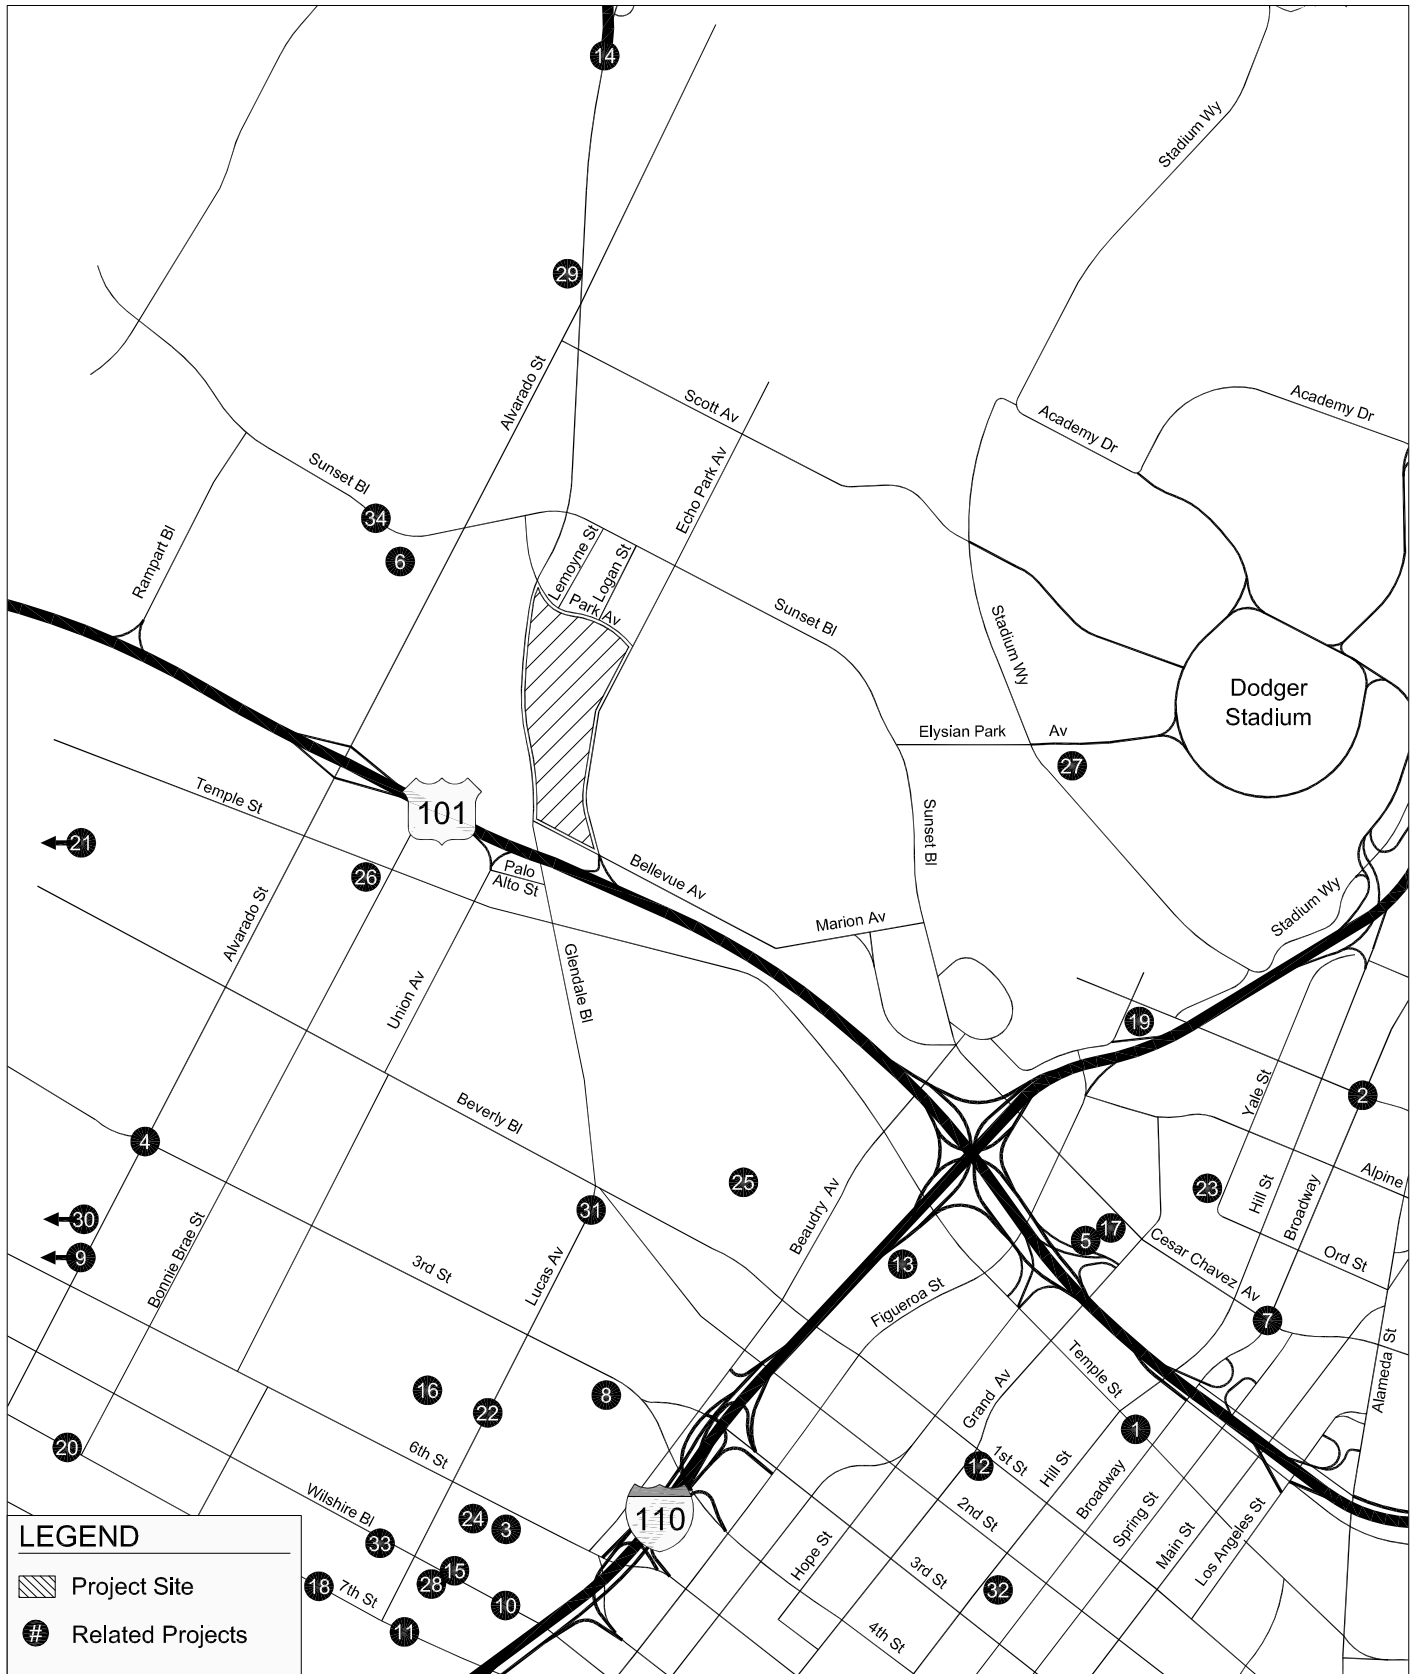 14
Stadium Wy
29
Alvarado St
Scott Av
Academy Dr
Academy Dr
Echo Park Av
Sunset Bl
34
6
Rampart Bl
Lemoyne St
Logan St
Park Av
Sunset Bl
Stadium Wy
Dodger
Stadium
Elysian Park Av
27
Temple St
101
21
26
Palo
Alto St
Bellevue Av
Sunset Bl
Marion Av
Alvarado St
Union Av
Glendale Bl
Stadium Wy
19
Yale St
2
Beverly Bl
4
25
Beaudry Av
23
Hill St
Broadway
Alpine
30
9
Bonnie Brae St
31
3rd St
Lucas Av
13
Figueroa St
5
17
Cesar Chavez Av
Ord St
7
Alameda St
Temple St
16
22
8
Grand Av
1
20
6th St
12
1st St
Hill St
Broadway
Spring St
Main St
Los Angeles St
Wilshire Bl
33
24
3
110
2nd St
Hope St
3rd St
32
4th St
15
28
18
7th St
10
11
LEGEND
Project Site
# Related Projects